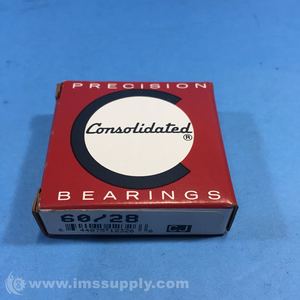 PRECISION
Consolidated®
BEARINGS
60/28
CJ
© www.imssupply.com